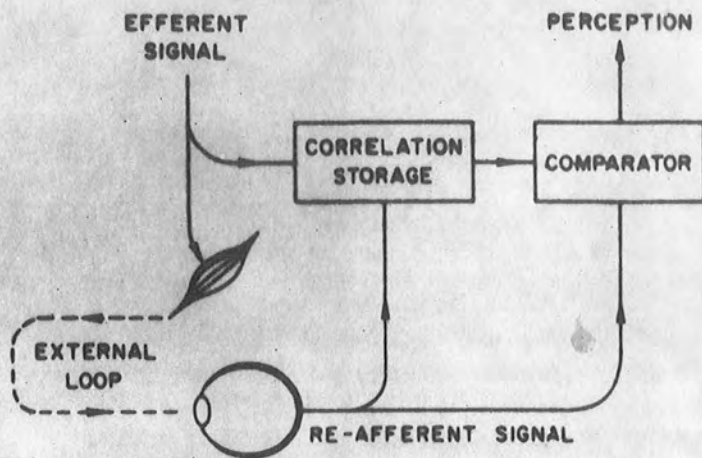 EFFERENT
SIGNAL
PERCEPTION
CORRELATION
STORAGE
COMPARATOR
EXTERNAL
LOOP
RE-AFFERENT SIGNAL